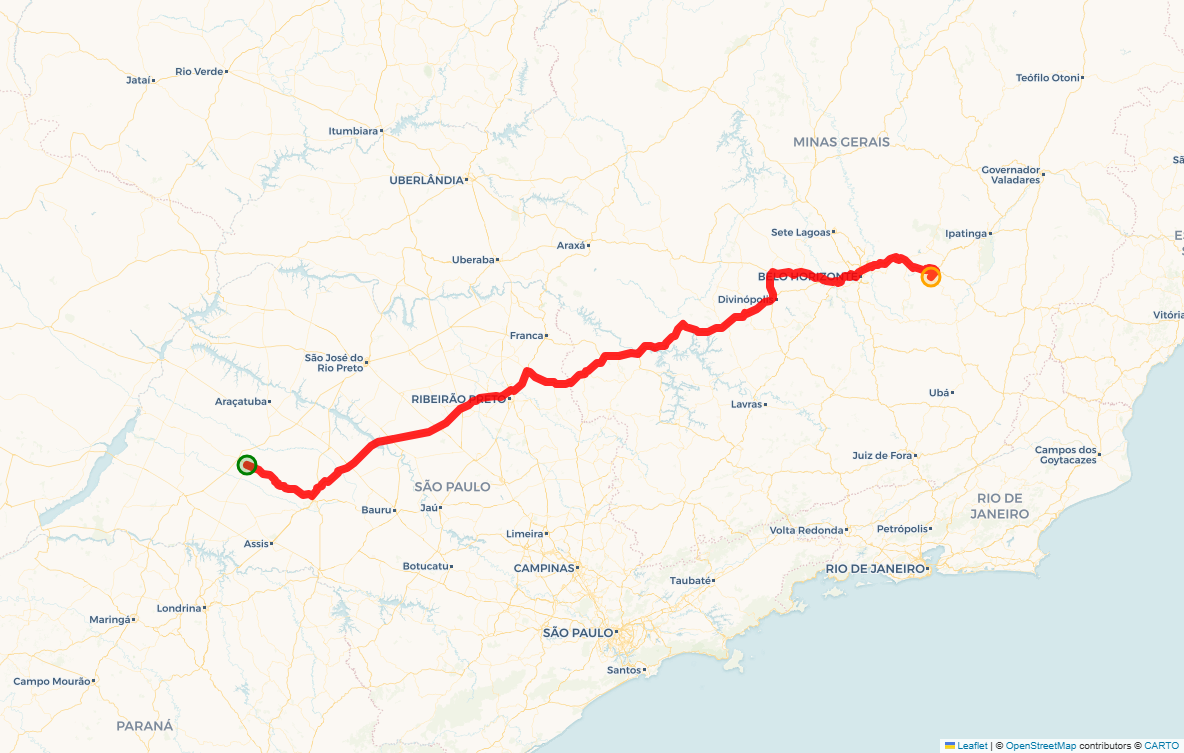 Jataí
Rio Verde
Teófilo Otoni
Itumbiara
MINAS GERAIS
UBERLÂNDIA
Governador
Valadares
Sete Lagoas
Ipatinga
Araxá
Uberaba
BELO HORIZONTE
Divinópolis
Vitória
Franca
São José do
Rio Preto
Araçatuba
RIBEIRÃO PRETO
Lavras
Ubá
Juiz de Fora
Campos dos
Goytacazes
SÃO PAULO
RIO DE
JANEIRO
Bauru
Jaú
Limeira
Volta Redonda
Petrópolis
Assis
Botucatu
CAMPINAS
RIO DE JANEIRO
Taubaté
Londrina
Maringá
SÃO PAULO
Santos
Campo Mourão
PARANÁ
Leaflet | © OpenStreetMap contributors © CARTO